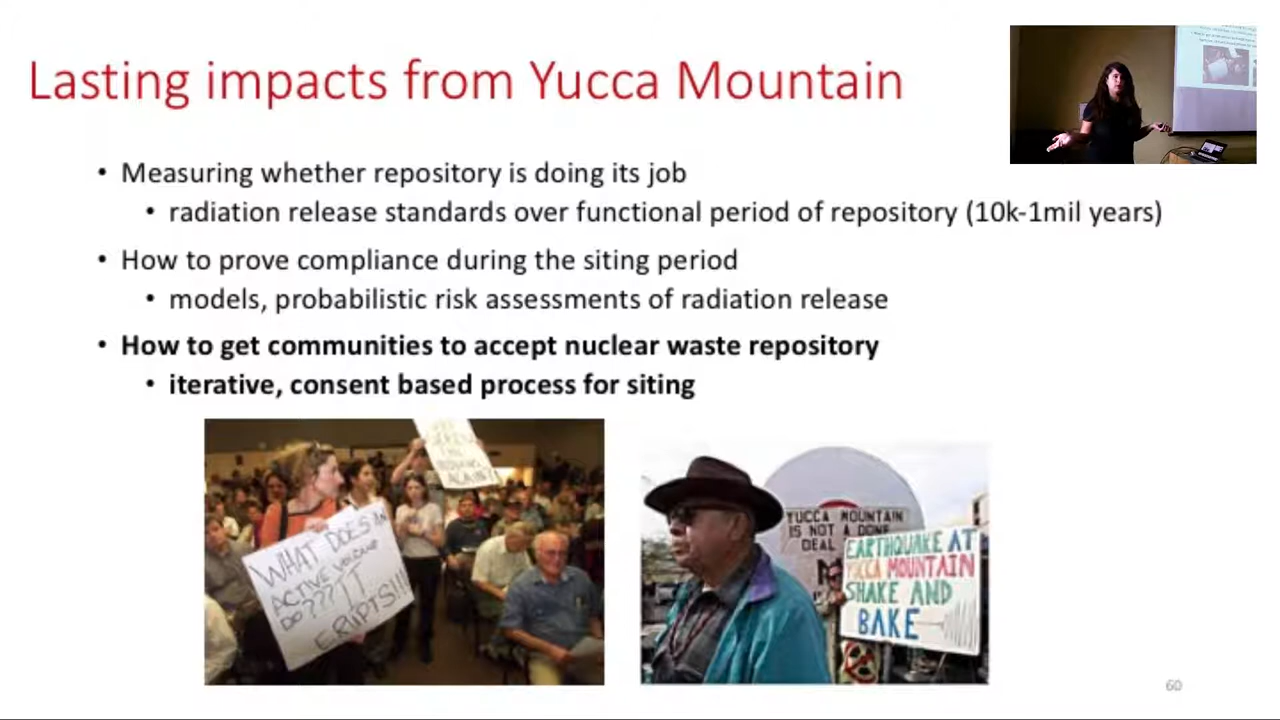 Lasting impacts from Yucca Mountain
• Measuring whether repository is doing its job
• radiation release standards over functional period of repository (10k-1mil years)
• How to prove compliance during the siting period
• models, probabilistic risk assessments of radiation release
• How to get communities to accept nuclear waste repository
• iterative, consent based process for siting
WHAT DOES AN
ACTIVE VOLCANO
DO??? IT
ERUPTS!!!
AGAIN
YUCCA MOUNTAIN
IS NOT A DONE
DEAL
EARTHQUAKE AT
YUCCA MOUNTAIN
SHAKE AND
BAKE
60